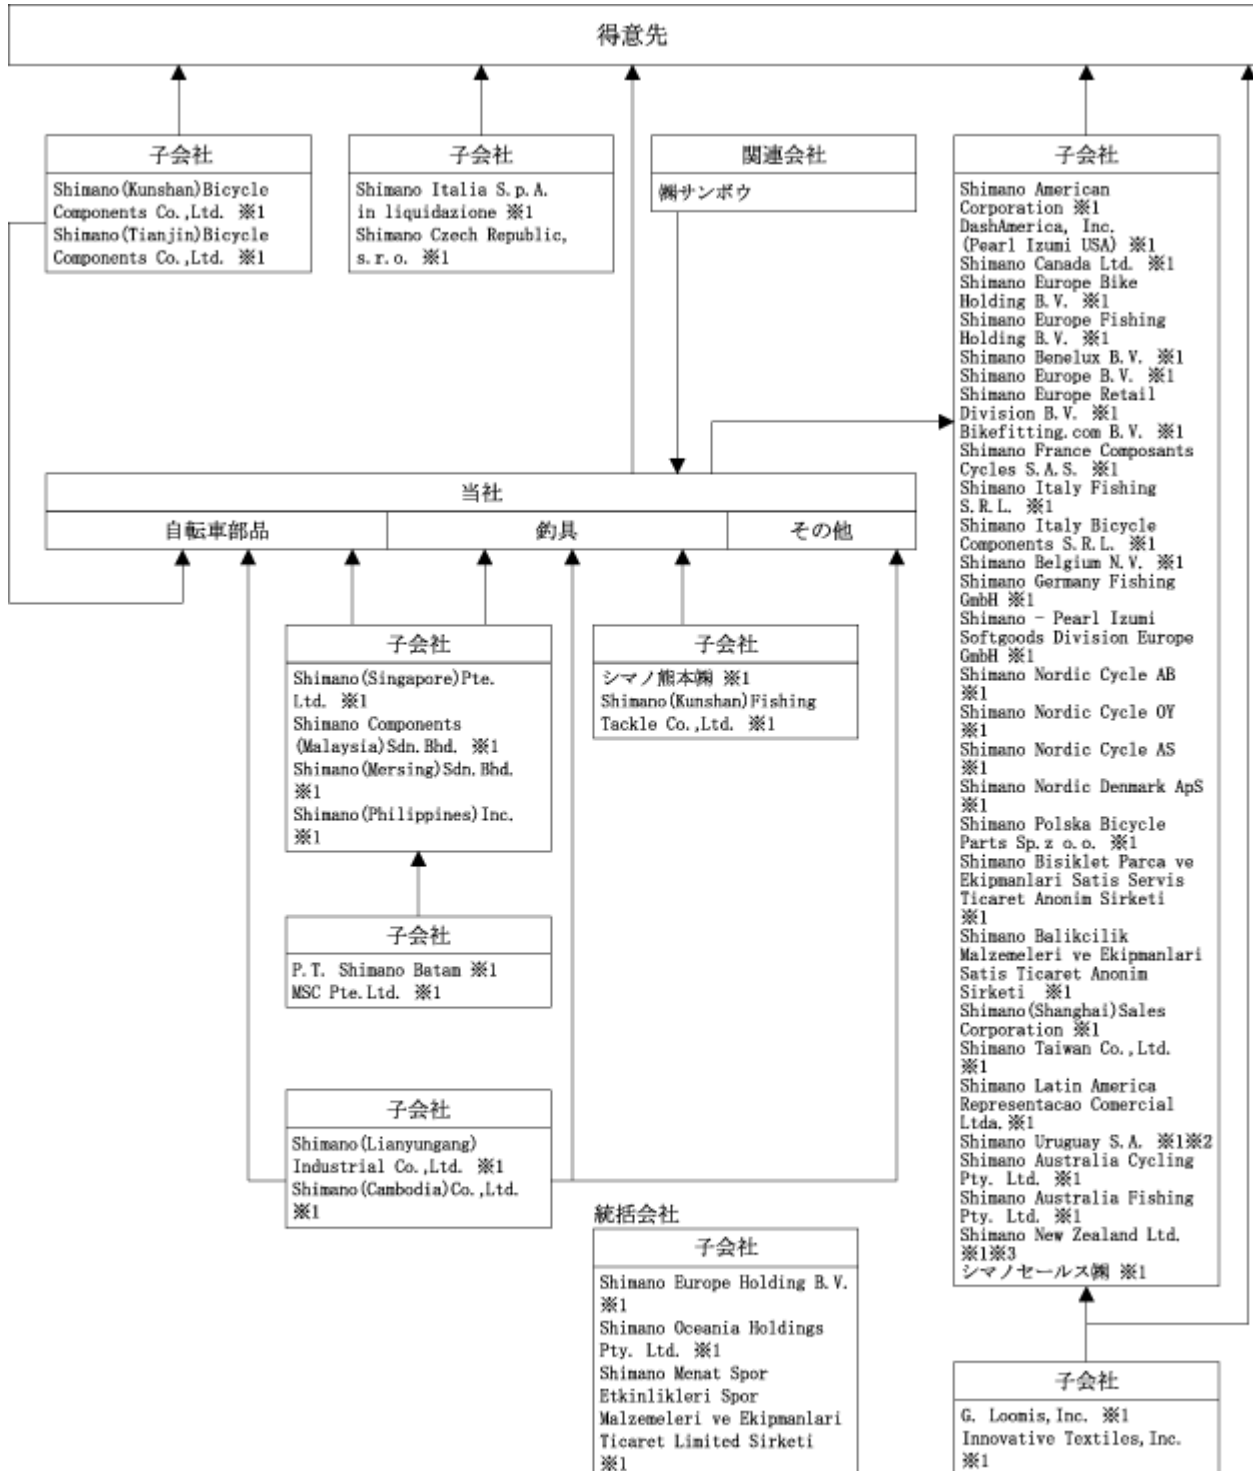 得意先
子会社
Shimano(Kunshan)Bicycle
Components Co.,Ltd. ※1
Shimano(Tianjin)Bicycle
Components Co.,Ltd. ※1
子会社
Shimano Italia S.p.A.
in liquidazione ※1
Shimano Czech Republic,
s.r.o. ※1
関連会社
㈱サンボウ
子会社
Shimano American
Corporation ※1
DashAmerica, Inc.
(Pearl Izumi USA) ※1
Shimano Canada Ltd. ※1
Shimano Europe Bike
Holding B.V. ※1
Shimano Europe Fishing
Holding B.V. ※1
Shimano Benelux B.V. ※1
Shimano Europe B.V. ※1
Shimano Europe Retail
Division B.V. ※1
Bikefitting.com B.V. ※1
Shimano France Composants
Cycles S.A.S. ※1
Shimano Italy Fishing
S.R.L. ※1
Shimano Italy Bicycle
Components S.R.L. ※1
Shimano Belgium N.V. ※1
Shimano Germany Fishing
GmbH ※1
Shimano - Pearl Izumi
Softgoods Division Europe
GmbH ※1
Shimano Nordic Cycle AB
※1
Shimano Nordic Cycle OY
※1
Shimano Nordic Cycle AS
※1
Shimano Nordic Denmark ApS
※1
Shimano Polska Bicycle
Parts Sp.z o.o. ※1
Shimano Bisiklet Parca ve
Ekipmanlari Satis Servis
Ticaret Anonim Sirketi
※1
Shimano Balikcilik
Malzemeleri ve Ekipmanlari
Satis Ticaret Anonim
Sirketi ※1
Shimano(Shanghai)Sales
Corporation ※1
Shimano Taiwan Co.,Ltd.
※1
Shimano Latin America
Representacao Comercial
Ltda.※1
Shimano Uruguay S.A. ※1※2
Shimano Australia Cycling
Pty. Ltd. ※1
Shimano Australia Fishing
Pty. Ltd. ※1
Shimano New Zealand Ltd.
※1※3
シマノセールス㈱ ※1
当社
自転車部品 釣具 その他
子会社
Shimano(Singapore)Pte.
Ltd. ※1
Shimano Components
(Malaysia)Sdn.Bhd. ※1
Shimano(Mersing)Sdn.Bhd.
※1
Shimano(Philippines)Inc.
※1
子会社
シマノ熊本㈱ ※1
Shimano(Kunshan)Fishing
Tackle Co.,Ltd. ※1
子会社
P.T. Shimano Batam ※1
MSC Pte.Ltd. ※1
子会社
Shimano(Lianyungang)
Industrial Co.,Ltd. ※1
Shimano(Cambodia)Co.,Ltd.
※1
統括会社
子会社
Shimano Europe Holding B.V.
※1
Shimano Oceania Holdings
Pty. Ltd. ※1
Shimano Menat Spor
Etkinlikleri Spor
Malzemeleri ve Ekipmanlari
Ticaret Limited Sirketi
※1
子会社
G. Loomis,Inc. ※1
Innovative Textiles,Inc.
※1